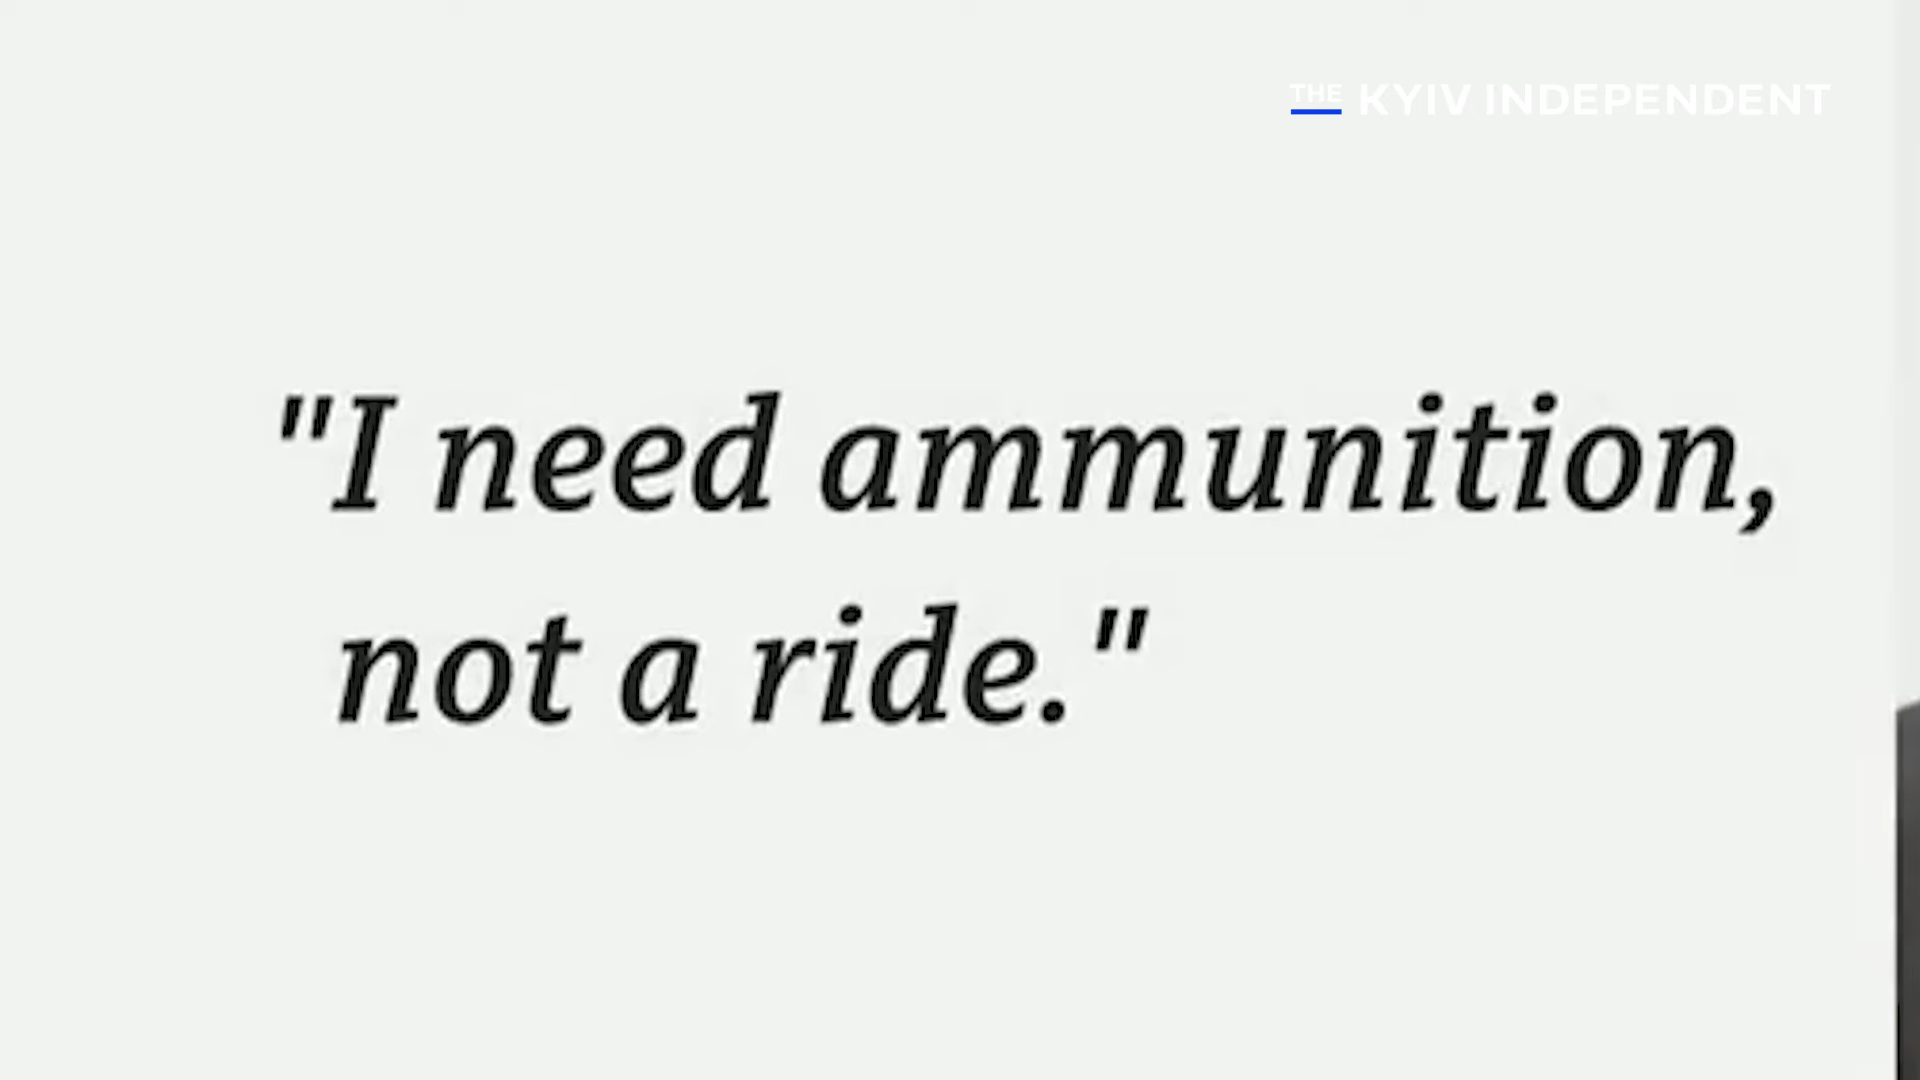 THE KYIV INDEPENDENT
"I need ammunition,
not a ride."